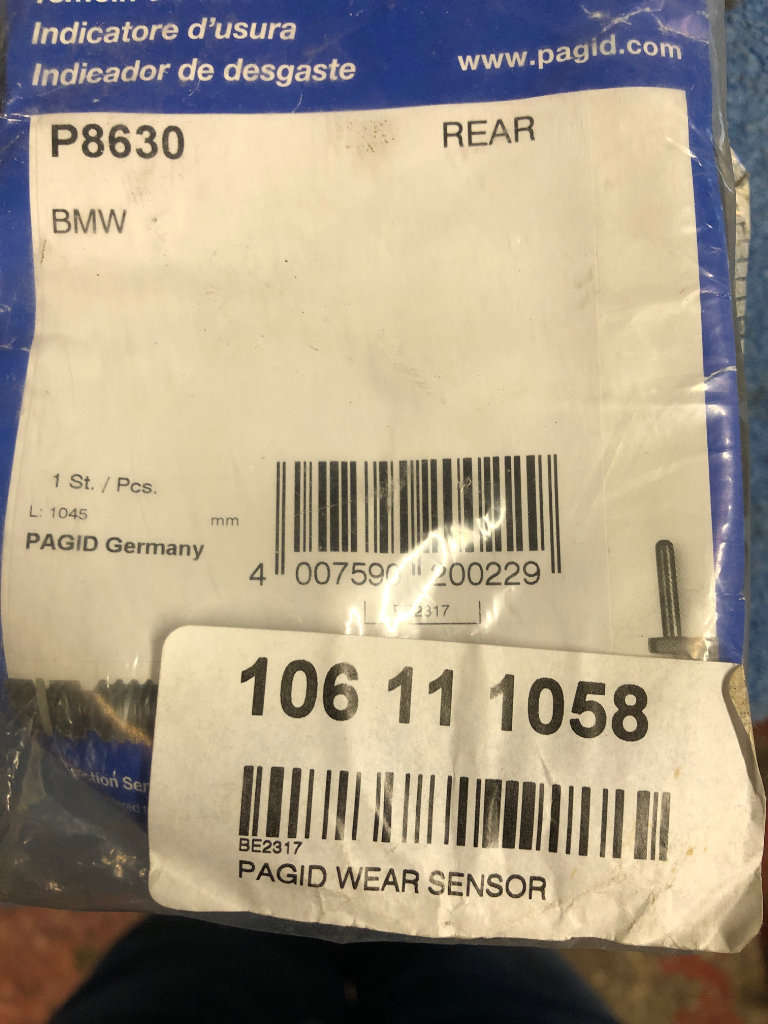 Indicatore d'usura
Indicador de desgaste
www.pagid.com
P8630
REAR
BMW
1 St. / Pcs.
L: 1045 mm
PAGID Germany
4 007590 200229
BE2317
106 11 1058
BE2317
PAGID WEAR SENSOR